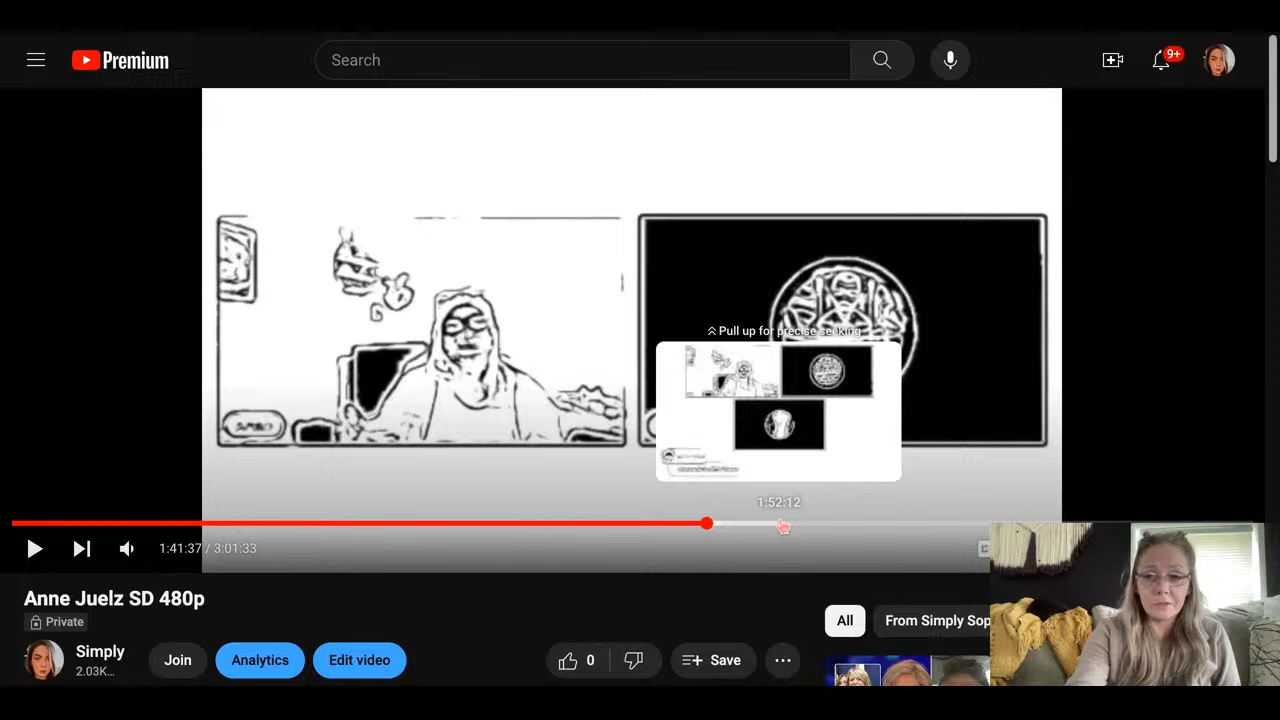 Premium
Search
9+
Pull up for precise seeking
1:52:12
1:41:37 / 3:01:33
Anne Juelz SD 480p
Private
All
From Simply Sop
Simply
2.03K...
Join
Analytics
Edit video
0
Save